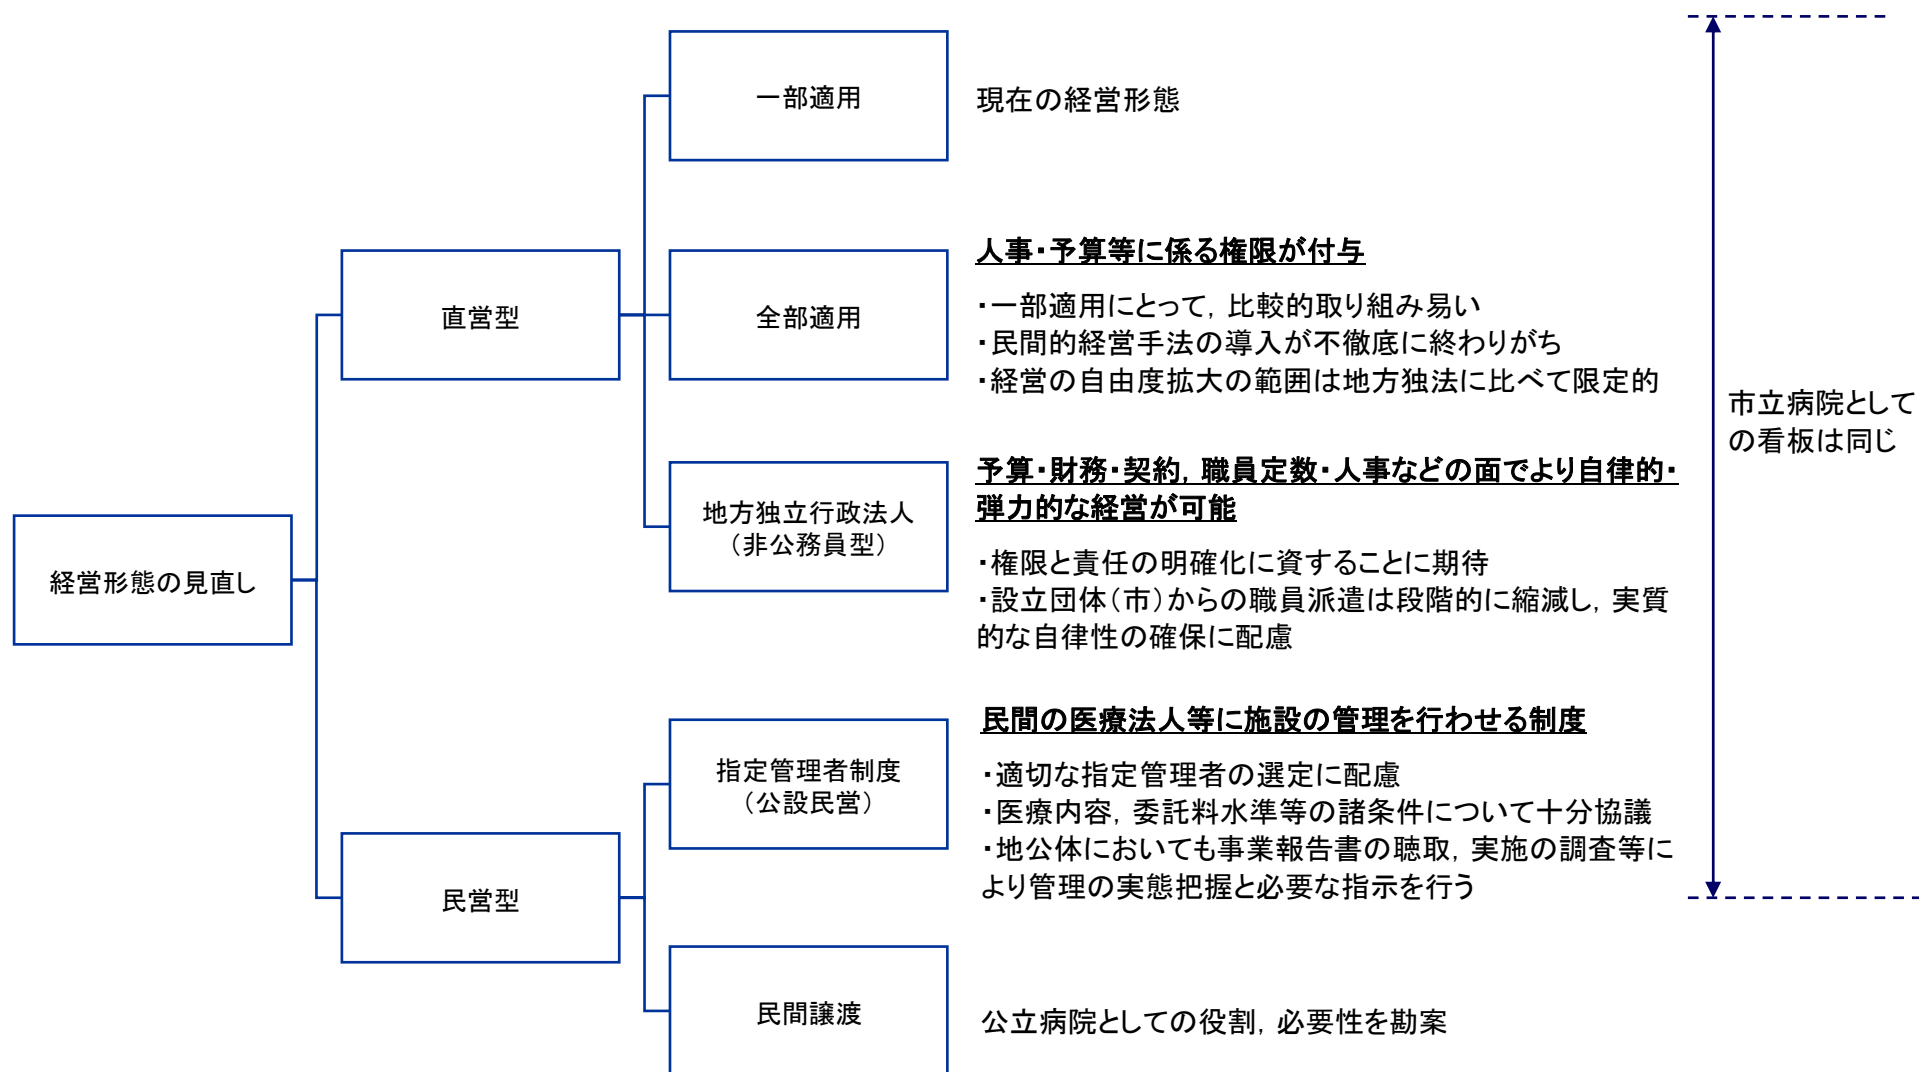 一部適用
現在の経営形態
直営型
全部適用
人事・予算等に係る権限が付与
・一部適用にとって，比較的取り組み易い
・民間的経営手法の導入が不徹底に終わりがち
・経営の自由度拡大の範囲は地方独法に比べて限定的
地方独立行政法人
（非公務員型）
予算・財務・契約，職員定数・人事などの面でより自律的・
弾力的な経営が可能
・権限と責任の明確化に資することに期待
・設立団体（市）からの職員派遣は段階的に縮減し，実質
的な自律性の確保に配慮
市立病院として
の看板は同じ
経営形態の見直し
民営型
指定管理者制度
（公設民営）
民間の医療法人等に施設の管理を行わせる制度
・適切な指定管理者の選定に配慮
・医療内容，委託料水準等の諸条件について十分協議
・地公体においても事業報告書の聴取，実施の調査等に
より管理の実態把握と必要な指示を行う
民間譲渡
公立病院としての役割，必要性を勘案